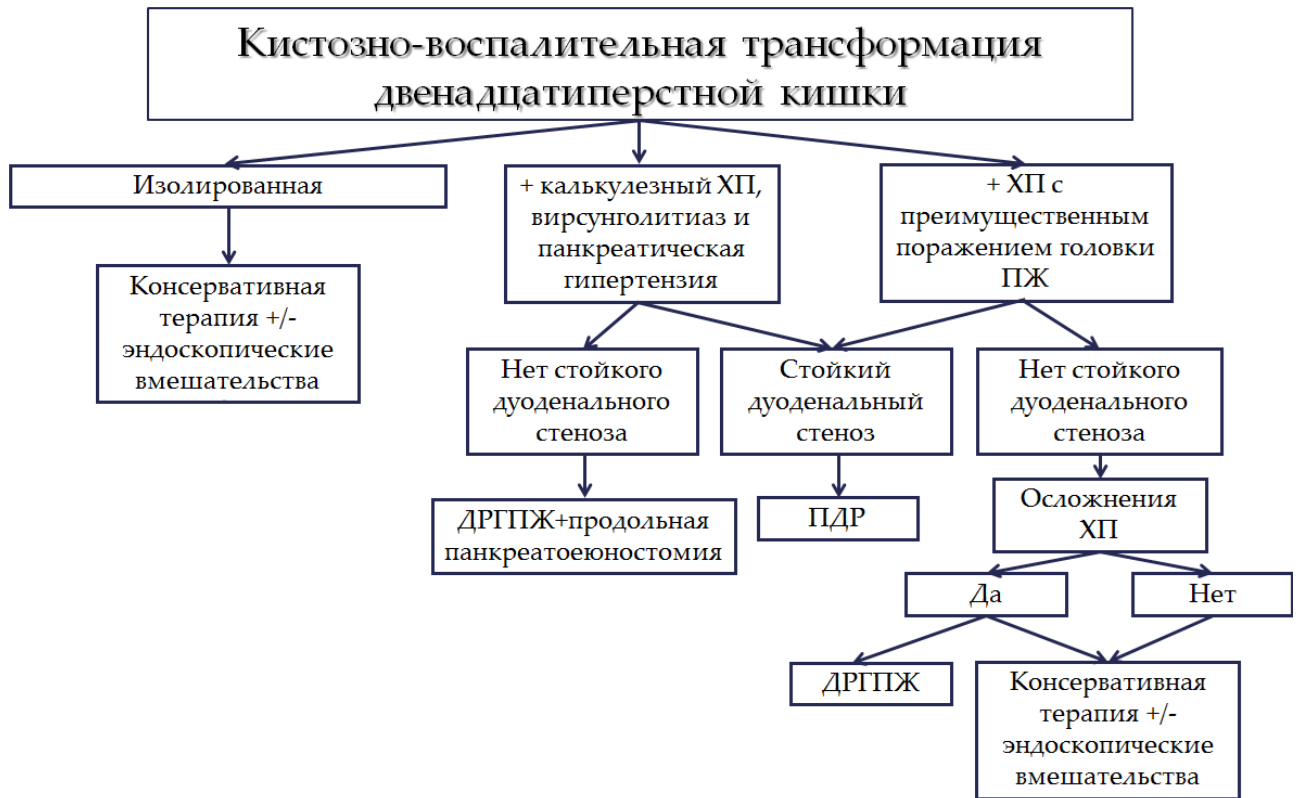 Кистозно-воспалительная трансформация
двенадцатиперстной кишки
Изолированная
+ калькулезный ХП,
вирсунголитиаз и
панкреатическая
гипертензия
+ ХП с
преимущественным
поражением головки
ПЖ
Консервативная
терапия +/-
эндоскопические
вмешательства
Нет стойкого
дуоденального
стеноза
Стойкий
дуоденальный
стеноз
Нет стойкого
дуоденального
стеноза
ДРГПЖ+продольная
панкреатоеюностомия
ПДР
Осложнения
ХП
Да
Нет
ДРГПЖ
Консервативная
терапия +/-
эндоскопические
вмешательства